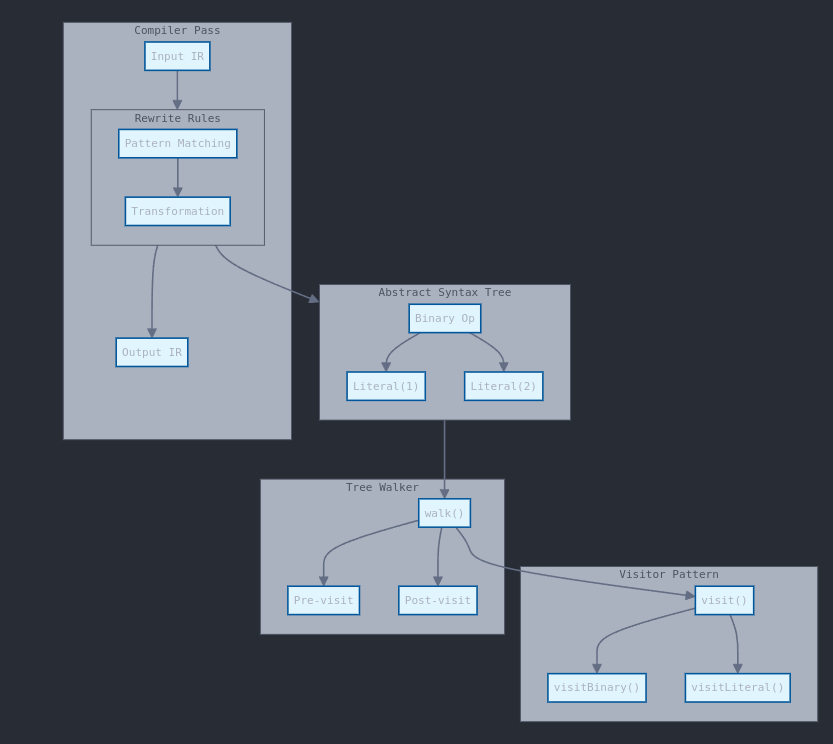 Compiler Pass
Input IR
Rewrite Rules
Pattern Matching
Transformation
Output IR
Abstract Syntax Tree
Binary Op
Literal(1)
Literal(2)
Tree Walker
walk()
Pre-visit
Post-visit
Visitor Pattern
visit()
visitBinary()
visitLiteral()